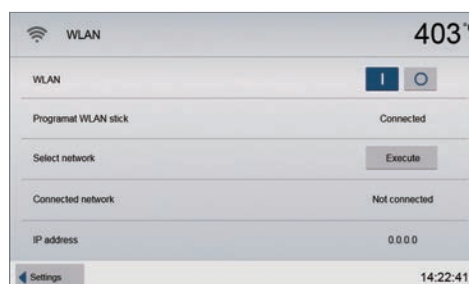 WLAN 403°
WLAN I O
Programat WLAN stick Connected
Select network Execute
Connected network Not connected
IP address 0.0.0.0
Settings 14:22:41